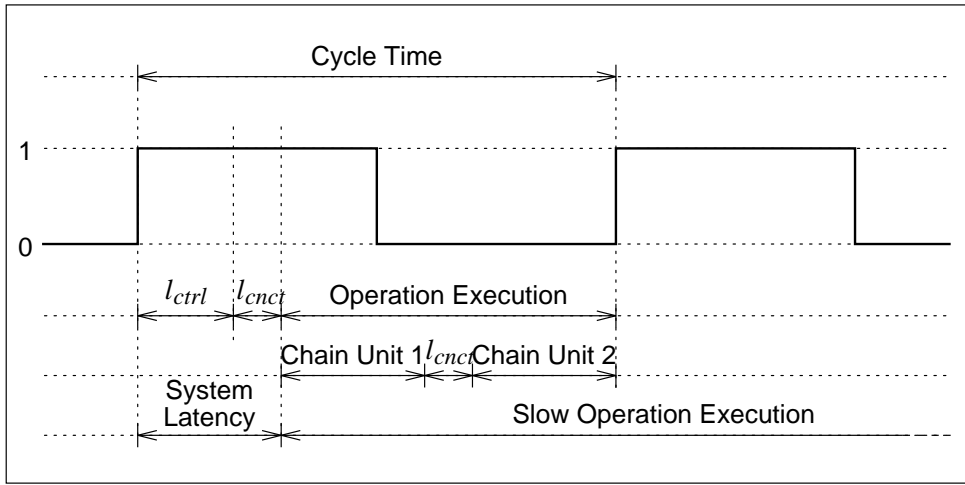 Cycle Time
1
0
l_ctrl l_cnct Operation Execution
Chain Unit 1 l_cnct Chain Unit 2
System
Latency
Slow Operation Execution